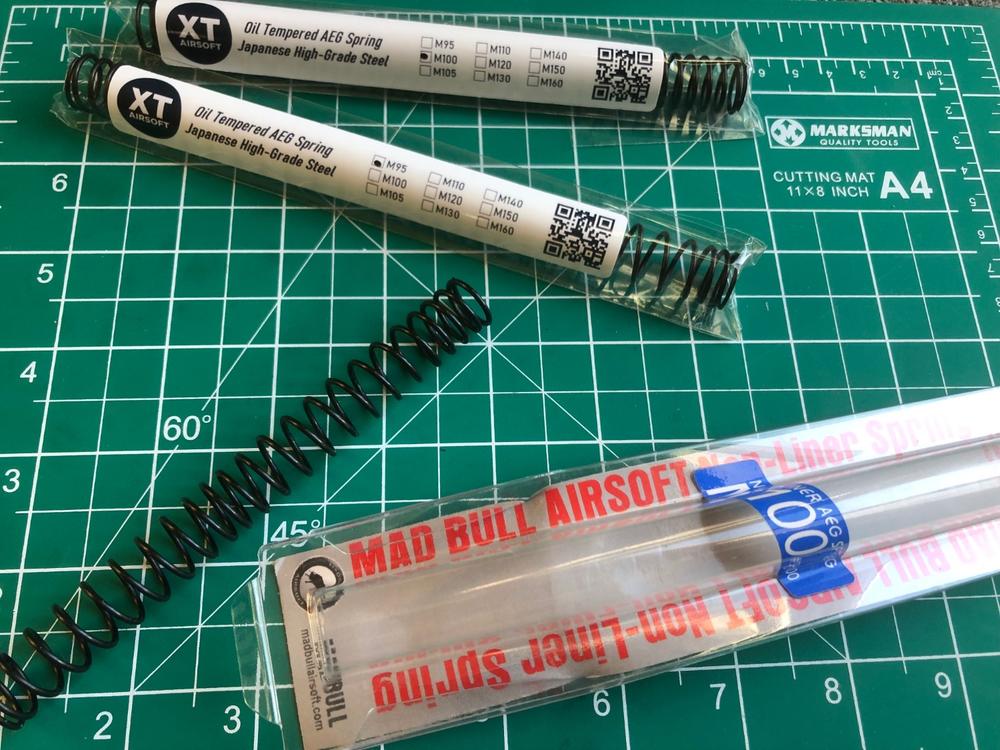 XT
AIRSOFT
Oil Tempered AEG Spring
Japanese High-Grade Steel
M95
M100
M105
M110
M120
M130
M140
M150
M160
XT
AIRSOFT
Oil Tempered AEG Spring
Japanese High-Grade Steel
M95
M100
M105
M110
M120
M130
M140
M150
M160
MARKSMAN
QUALITY TOOLS
CUTTING MAT
11×8 INCH
A4
6
5
4
3
60°
45°
MAD BULL AIRSOFT Non-Liner Spring
M100
AIRSOFT Non-Liner Spring
madbullairsoft.com
2
3
6
7
8
9